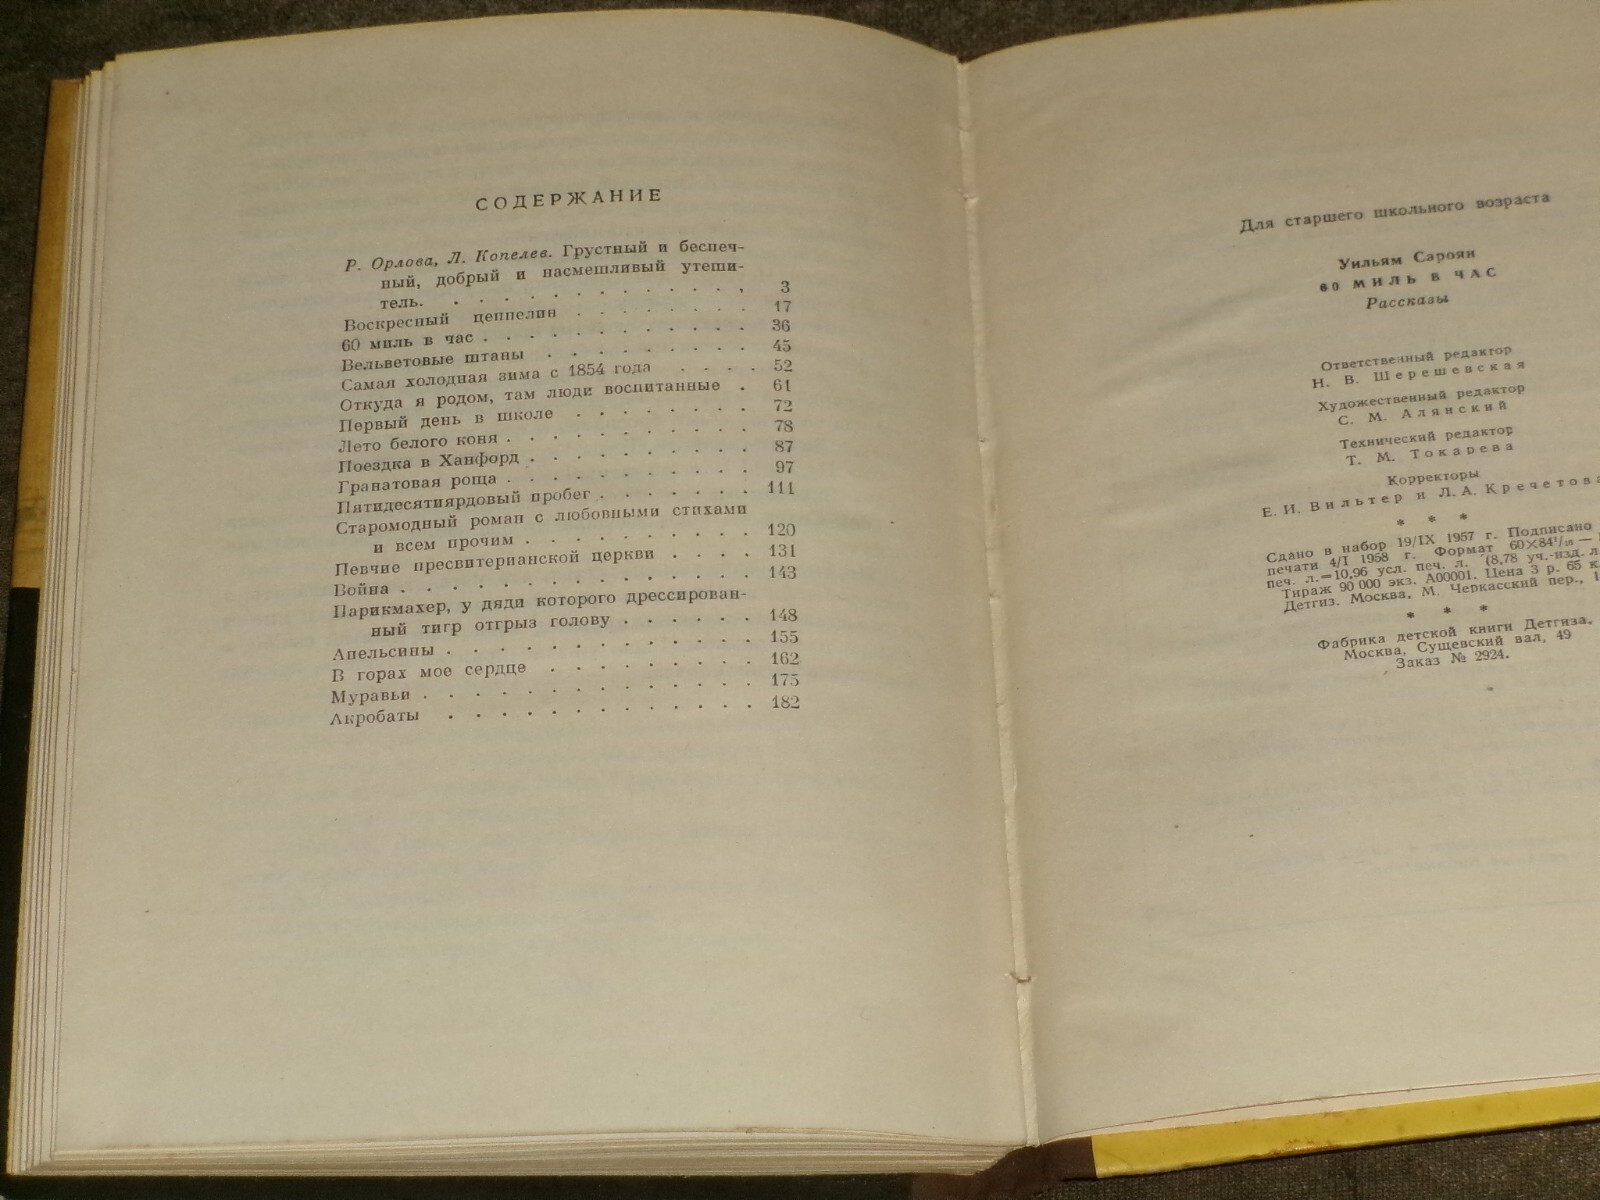 СОДЕРЖАНИЕ
Р. Орлова, Л. Копелев. Грустный и беспеч-
ный, добрый и насмешливый утеши-
тель. . . . . . . . . . . . . . 3
Воскресный цеппелин . . . . . . . . 17
60 миль в час . . . . . . . . . . . 36
Вельветовые штаны . . . . . . . . . 45
Самая холодная зима с 1854 года . . . . 52
Откуда я родом, там люди воспитанные . 61
Первый день в школе . . . . . . . 72
Лето белого коня . . . . . . . . . . 78
Поездка в Ханфорд . . . . . . . . . 87
Гранатовая роща . . . . . . . . . . 97
Пятидесятиярдовый пробег . . . . . . . 111
Старомодный роман с любовными стихами
и всем прочим . . . . . . . . . . 120
Певчие пресвитерианской церкви . . . . 131
Война . . . . . . . . . . . . . 143
Парикмахер, у дяди которого дрессирован-
ный тигр отгрыз голову . . . . . . 148
Апельсины . . . . . . . . . . . . 155
В горах мое сердце . . . . . . . . . 162
Муравьи . . . . . . . . . . . . . 175
Акробаты . . . . . . . . . . . . 182
Для старшего школьного возраста
Уильям Сароян
60 МИЛЬ В ЧАС
Рассказы
Ответственный редактор
Н. В. Шерешевская
Художественный редактор
С. М. Алянский
Технический редактор
Т. М. Токарева
Корректоры
Е. И. Вильтер и Л. А. Кречетова
* * *
Сдано в набор 19/IX 1957 г. Подписано
печати 4/I 1958 г. Формат 60×84¹/₁₆ —
печ. л.=10,96 усл. печ. л. (8,78 уч.-изд. л.
Тираж 90 000 экз. А00001. Цена 3 р. 65 к.
Детгиз. Москва, М. Черкасский пер., 1
* * *
Фабрика детской книги Детгиза.
Москва, Сущевский вал, 49
Заказ № 2924.